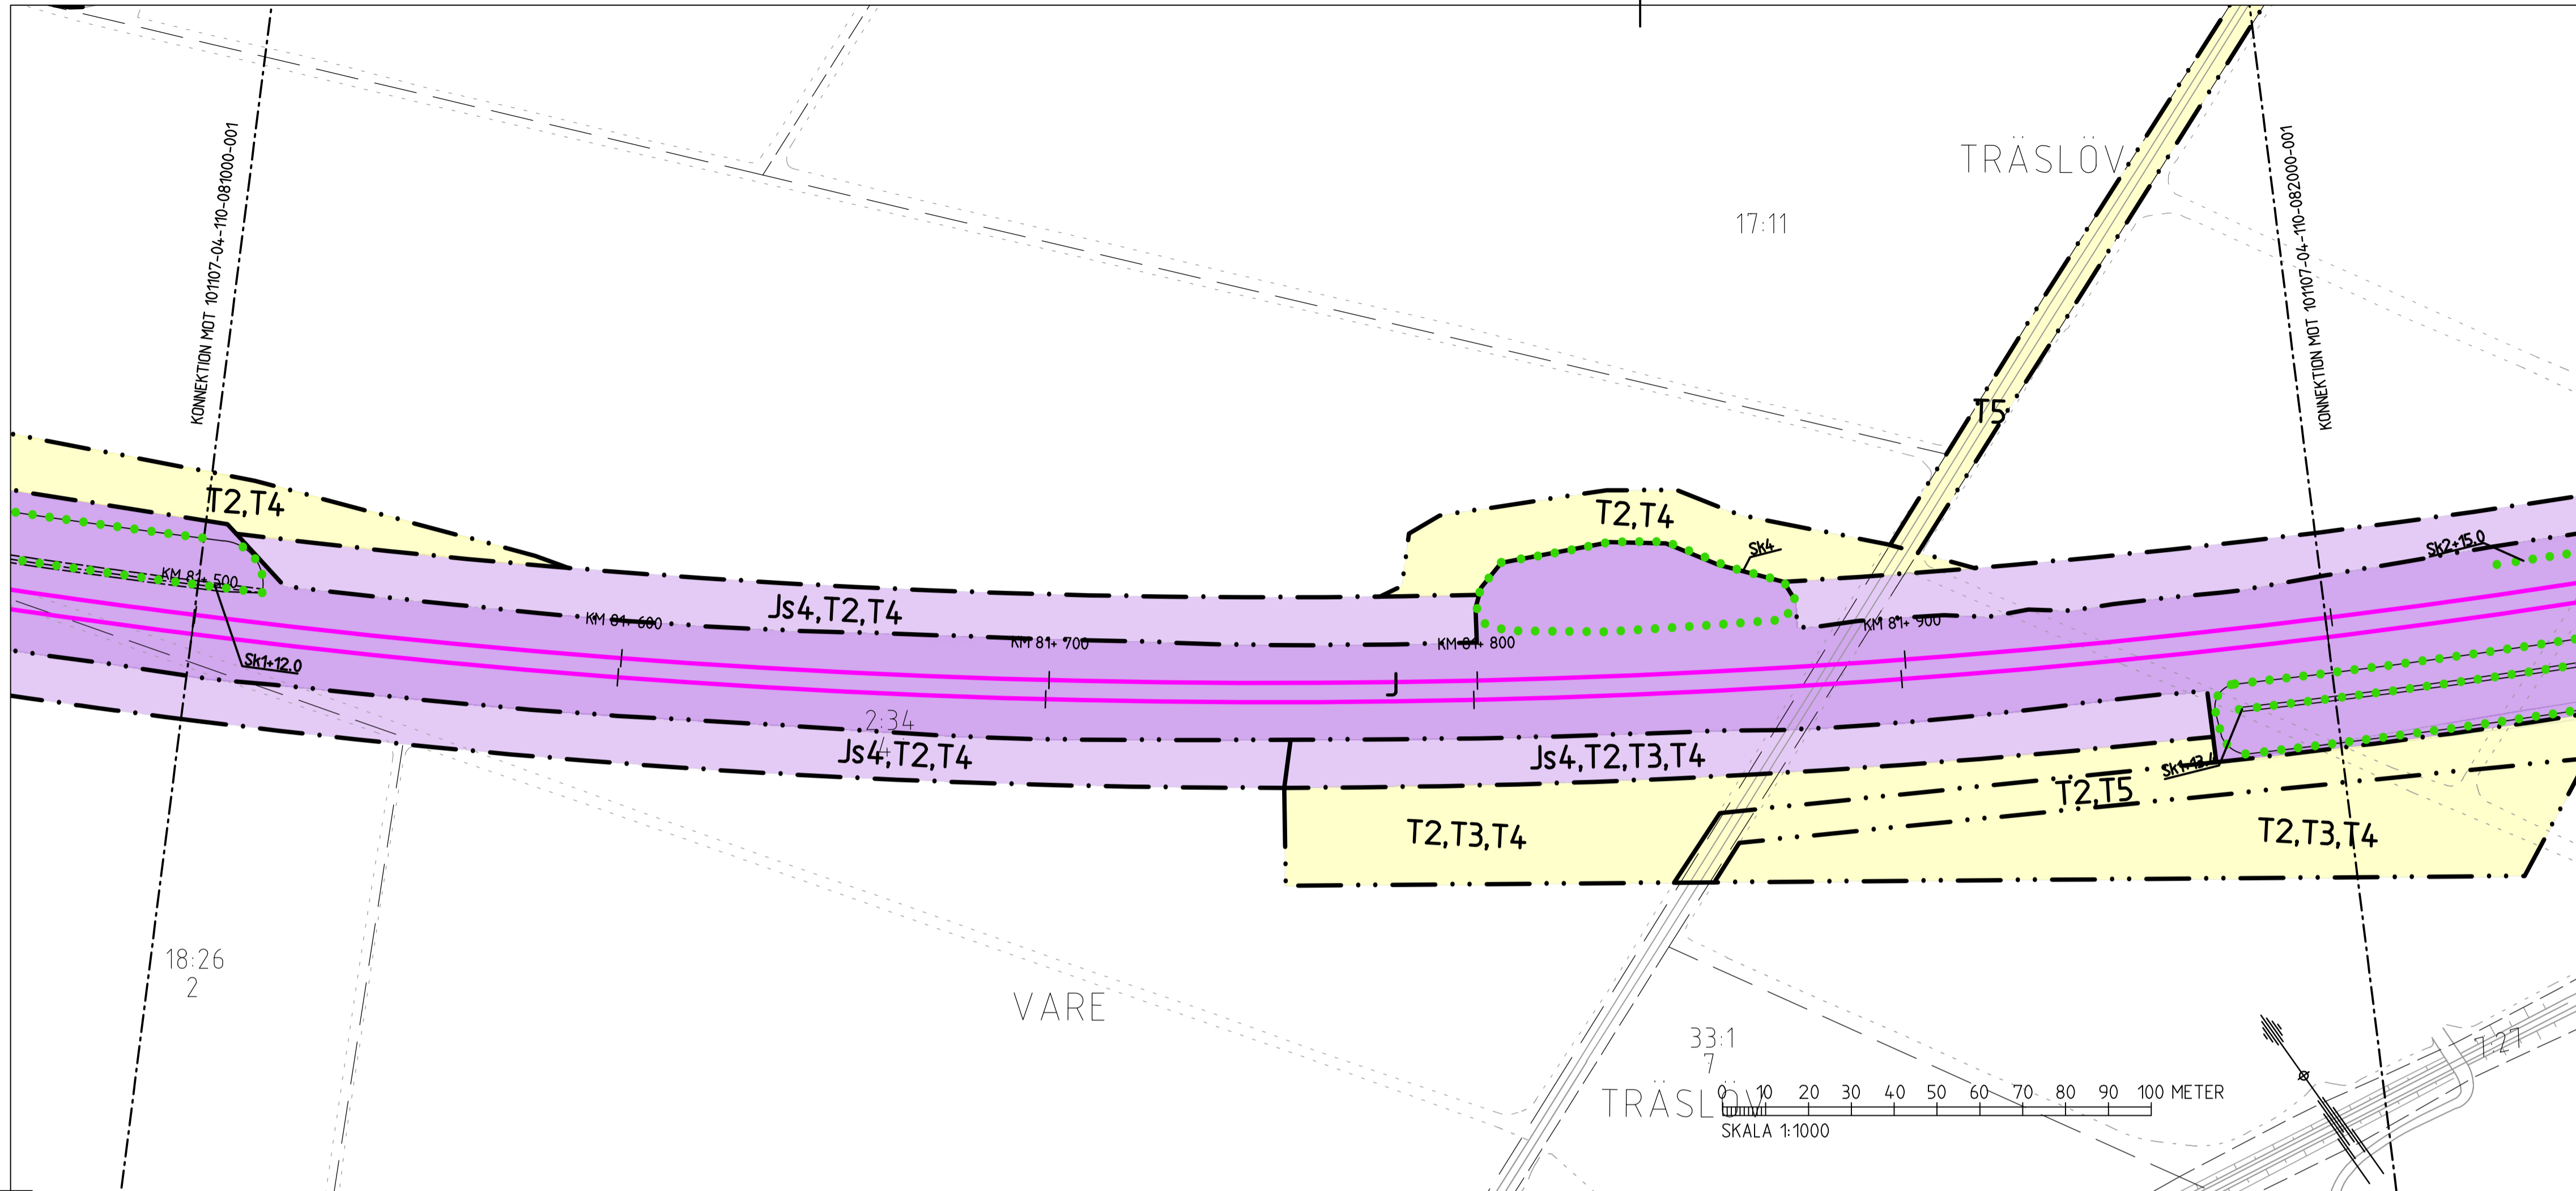 KONNEKTION MOT 101107-04-110-081000-001
KONNEKTION MOT 101107-04-110-082000-001
TRÄSLÖV
17:11
T5
T2,T4
T2,T4
Sk4
Sk2+15.0
KM 81+ 500
Js4,T2,T4
KM 81+ 600
KM 81+ 700
KM 81+ 800
KM 81+ 900
Sk1+12.0
J
2:34
Js4,T2,T4
Js4,T2,T3,T4
T2,T5
T2,T3,T4
T2,T3,T4
18:26
2
VARE
33:1
7
7:27
TRÄSLÖV
0 10 20 30 40 50 60 70 80 90 100 METER
SKALA 1:1000